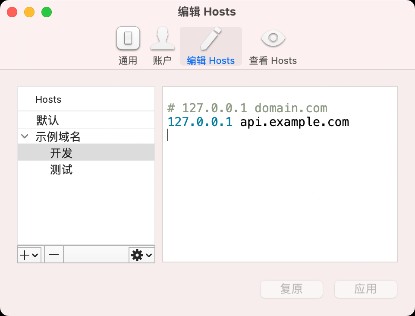 编辑 Hosts
通用
账户
编辑 Hosts
查看 Hosts
Hosts
默认
示例域名
开发
测试
# 127.0.0.1 domain.com
127.0.0.1 api.example.com
复原
应用